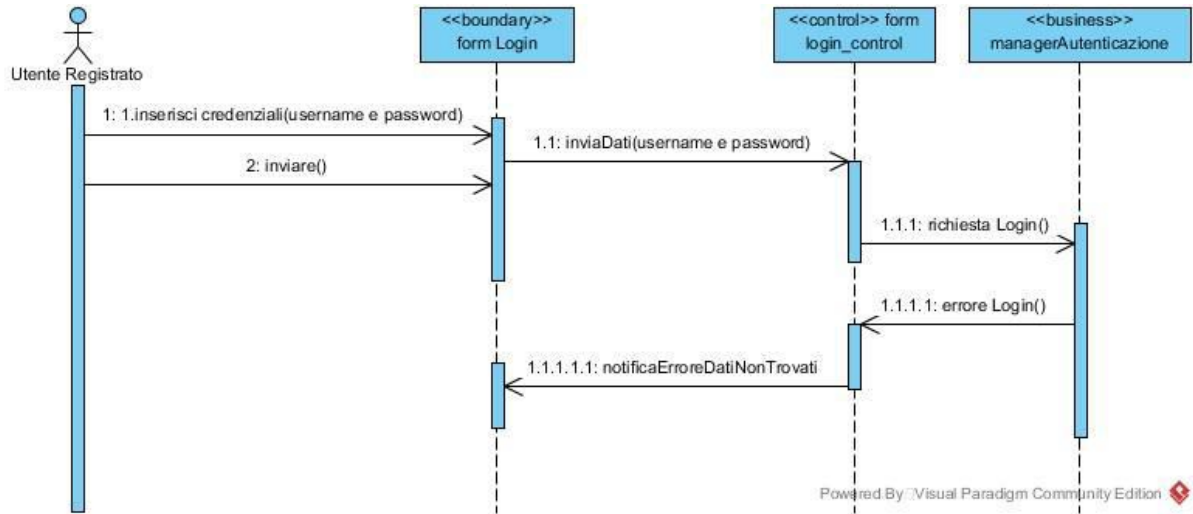 <<boundary>>
form Login
<<control>> form
login_control
<<business>>
managerAutenticazione
Utente Registrato
1: 1.inserisci credenziali(username e password)
1.1: inviaDati(username e password)
2: inviare()
1.1.1: richiesta Login()
1.1.1.1: errore Login()
1.1.1.1.1: notificaErroreDatiNonTrovati
Powered By Visual Paradigm Community Edition